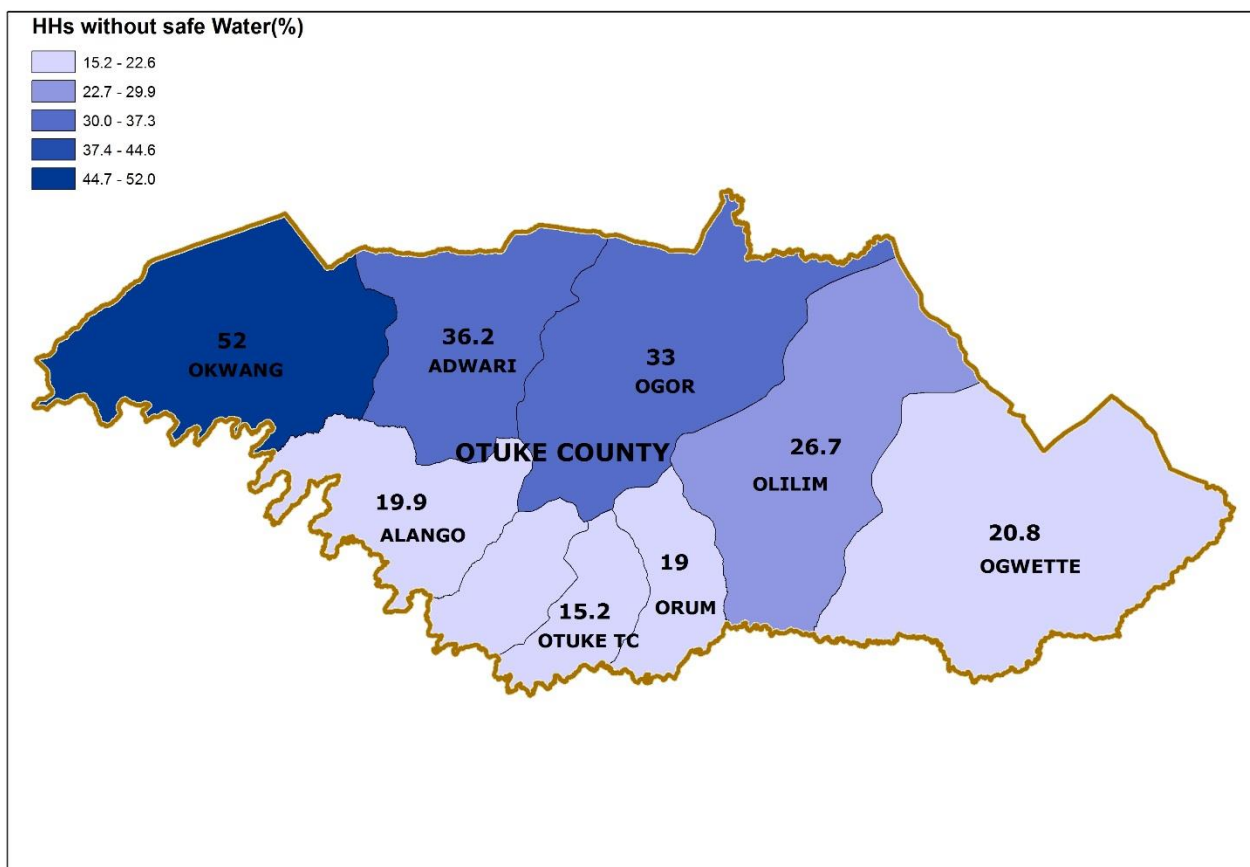 HHs without safe Water(%)
15.2 - 22.6
22.7 - 29.9
30.0 - 37.3
37.4 - 44.6
44.7 - 52.0
52
OKWANG
36.2
ADWARI
33
OGOR
OTUKE COUNTY
26.7
OLILIM
19.9
ALANGO
20.8
OGWETTE
19
ORUM
15.2
OTUKE TC